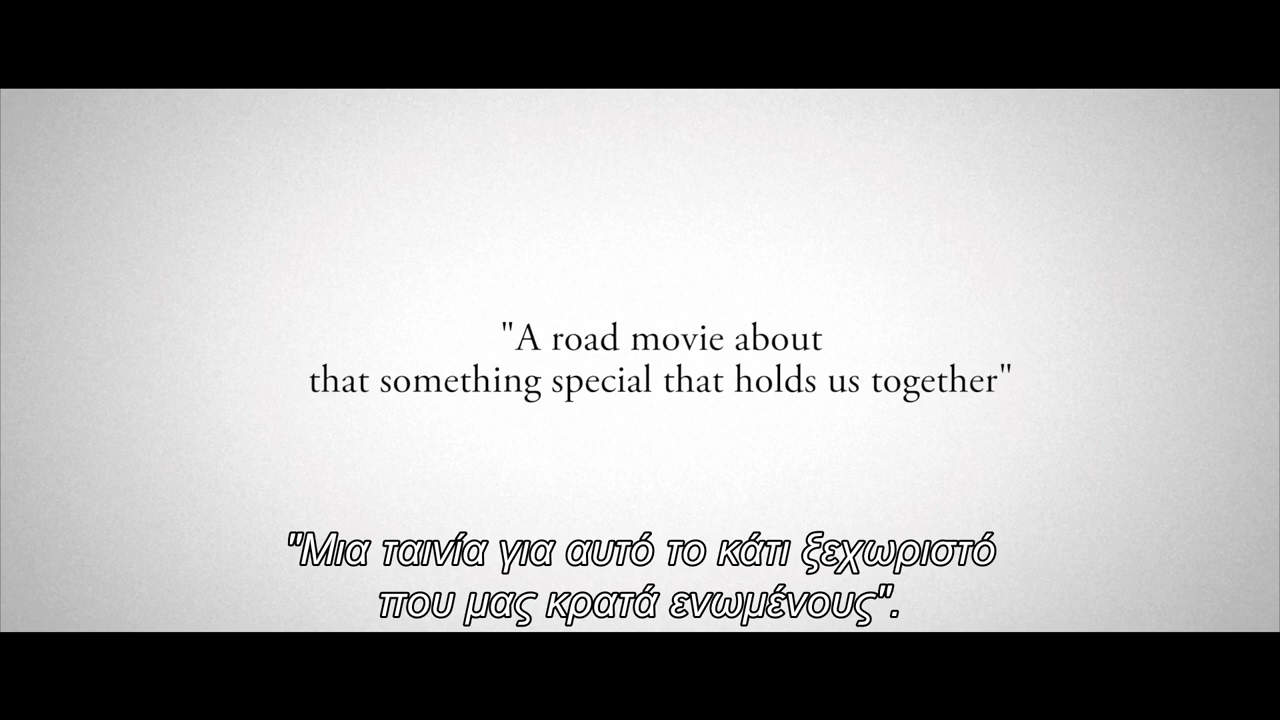 "A road movie about
that something special that holds us together"
"Μια ταινία για αυτό το κάτι ξεχωριστό
που μας κρατά ενωμένους".